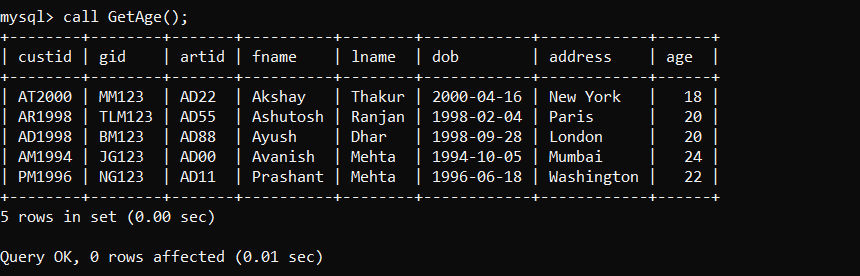 mysql> call GetAge();
+--------+--------+-------+----------+--------+------------+------------+------+
| custid | gid    | artid | fname    | lname  | dob        | address    | age  |
+--------+--------+-------+----------+--------+------------+------------+------+
| AT2000 | MM123  | AD22  | Akshay   | Thakur | 2000-04-16 | New York   |   18 |
| AR1998 | TLM123 | AD55  | Ashutosh | Ranjan | 1998-02-04 | Paris      |   20 |
| AD1998 | BM123  | AD88  | Ayush    | Dhar   | 1998-09-28 | London     |   20 |
| AM1994 | JG123  | AD00  | Avanish  | Mehta  | 1994-10-05 | Mumbai     |   24 |
| PM1996 | NG123  | AD11  | Prashant | Mehta  | 1996-06-18 | Washington |   22 |
+--------+--------+-------+----------+--------+------------+------------+------+
5 rows in set (0.00 sec)
Query OK, 0 rows affected (0.01 sec)